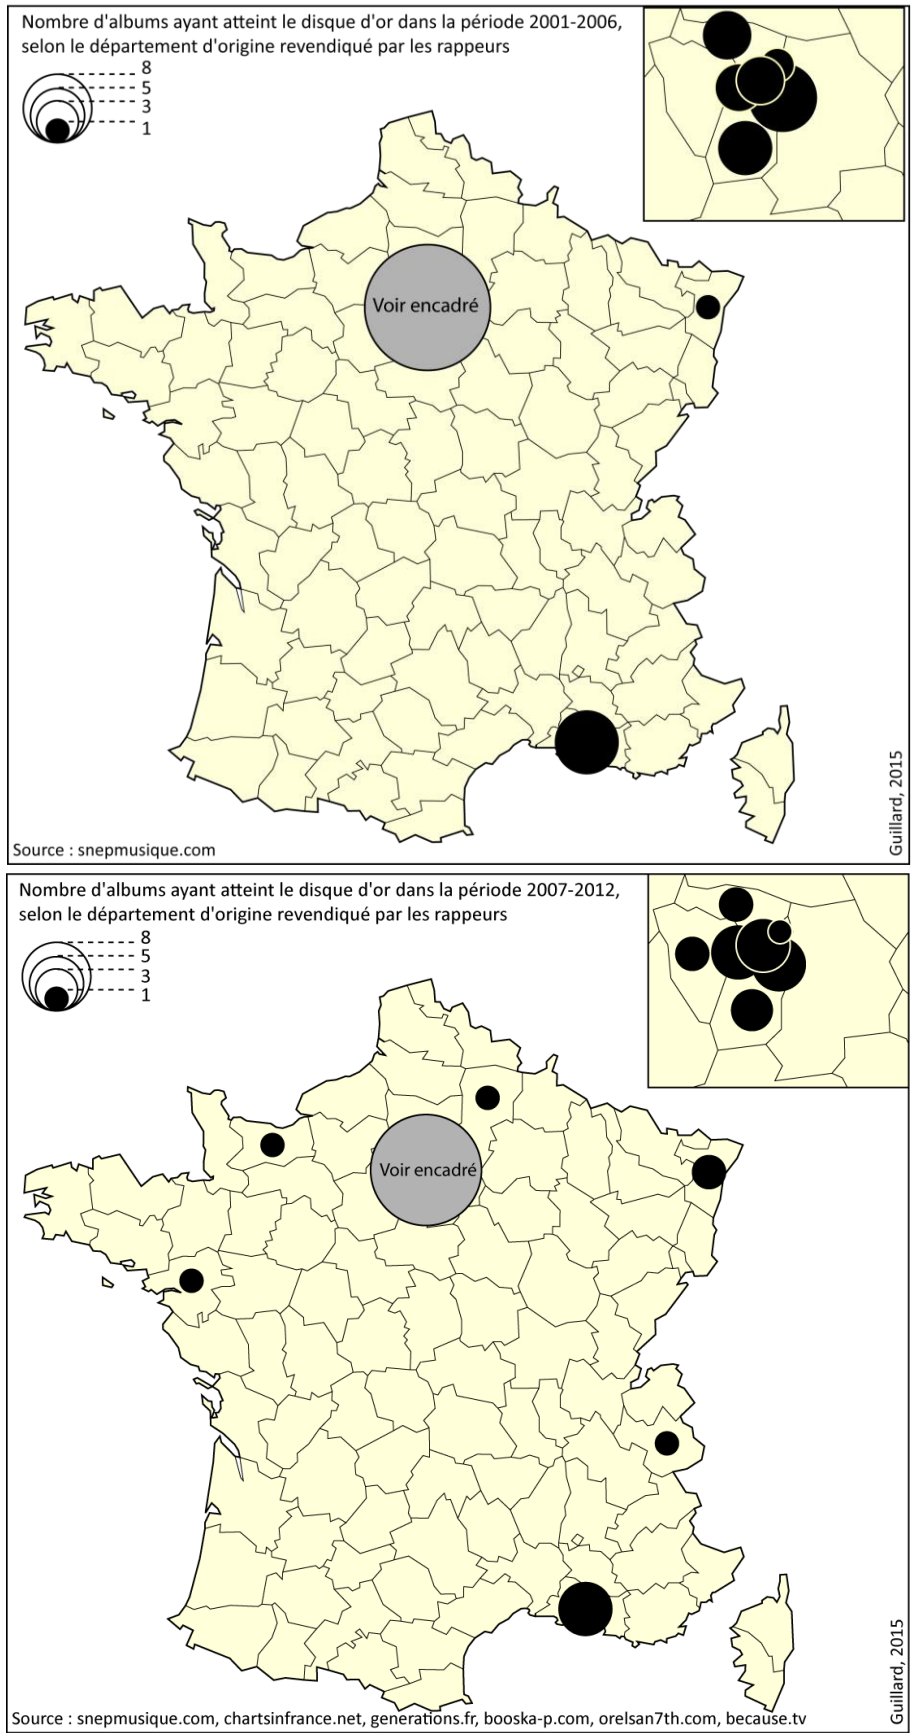 Nombre d'albums ayant atteint le disque d'or dans la période 2001-2006,
selon le département d'origine revendiqué par les rappeurs
8
5
3
1
Voir encadré
Guillard, 2015
Source : snepmusique.com
Nombre d'albums ayant atteint le disque d'or dans la période 2007-2012,
selon le département d'origine revendiqué par les rappeurs
8
5
3
1
Voir encadré
Guillard, 2015
Source : snepmusique.com, chartsinfrance.net, generations.fr, booska-p.com, orelsan7th.com, because.tv